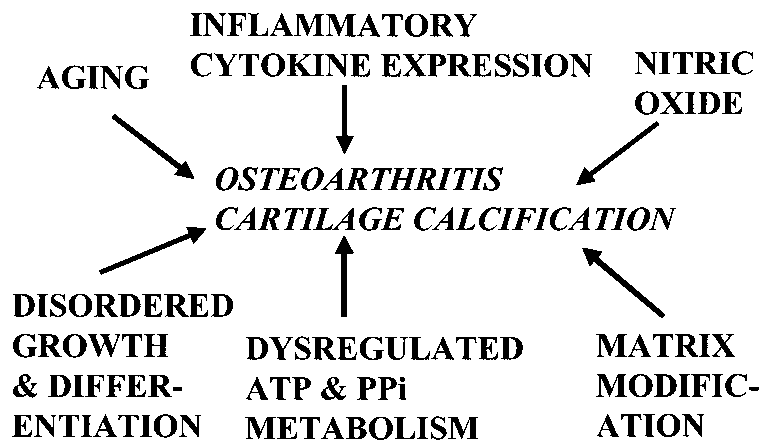 AGING
INFLAMMATORY
CYTOKINE EXPRESSION
NITRIC
OXIDE
OSTEOARTHRITIS
CARTILAGE CALCIFICATION
DISORDERED
GROWTH
& DIFFER-
ENTIATION
DYSREGULATED
ATP & PPi
METABOLISM
MATRIX
MODIFIC-
ATION